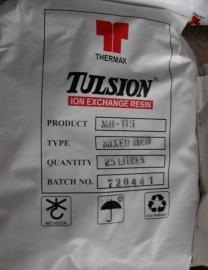 THERMAX
TULSION®
ION EXCHANGE RESIN
PRODUCT MB-115
TYPE MIXED BED
QUANTITY 25 LITRES
BATCH NO. 720441
NO HOOK